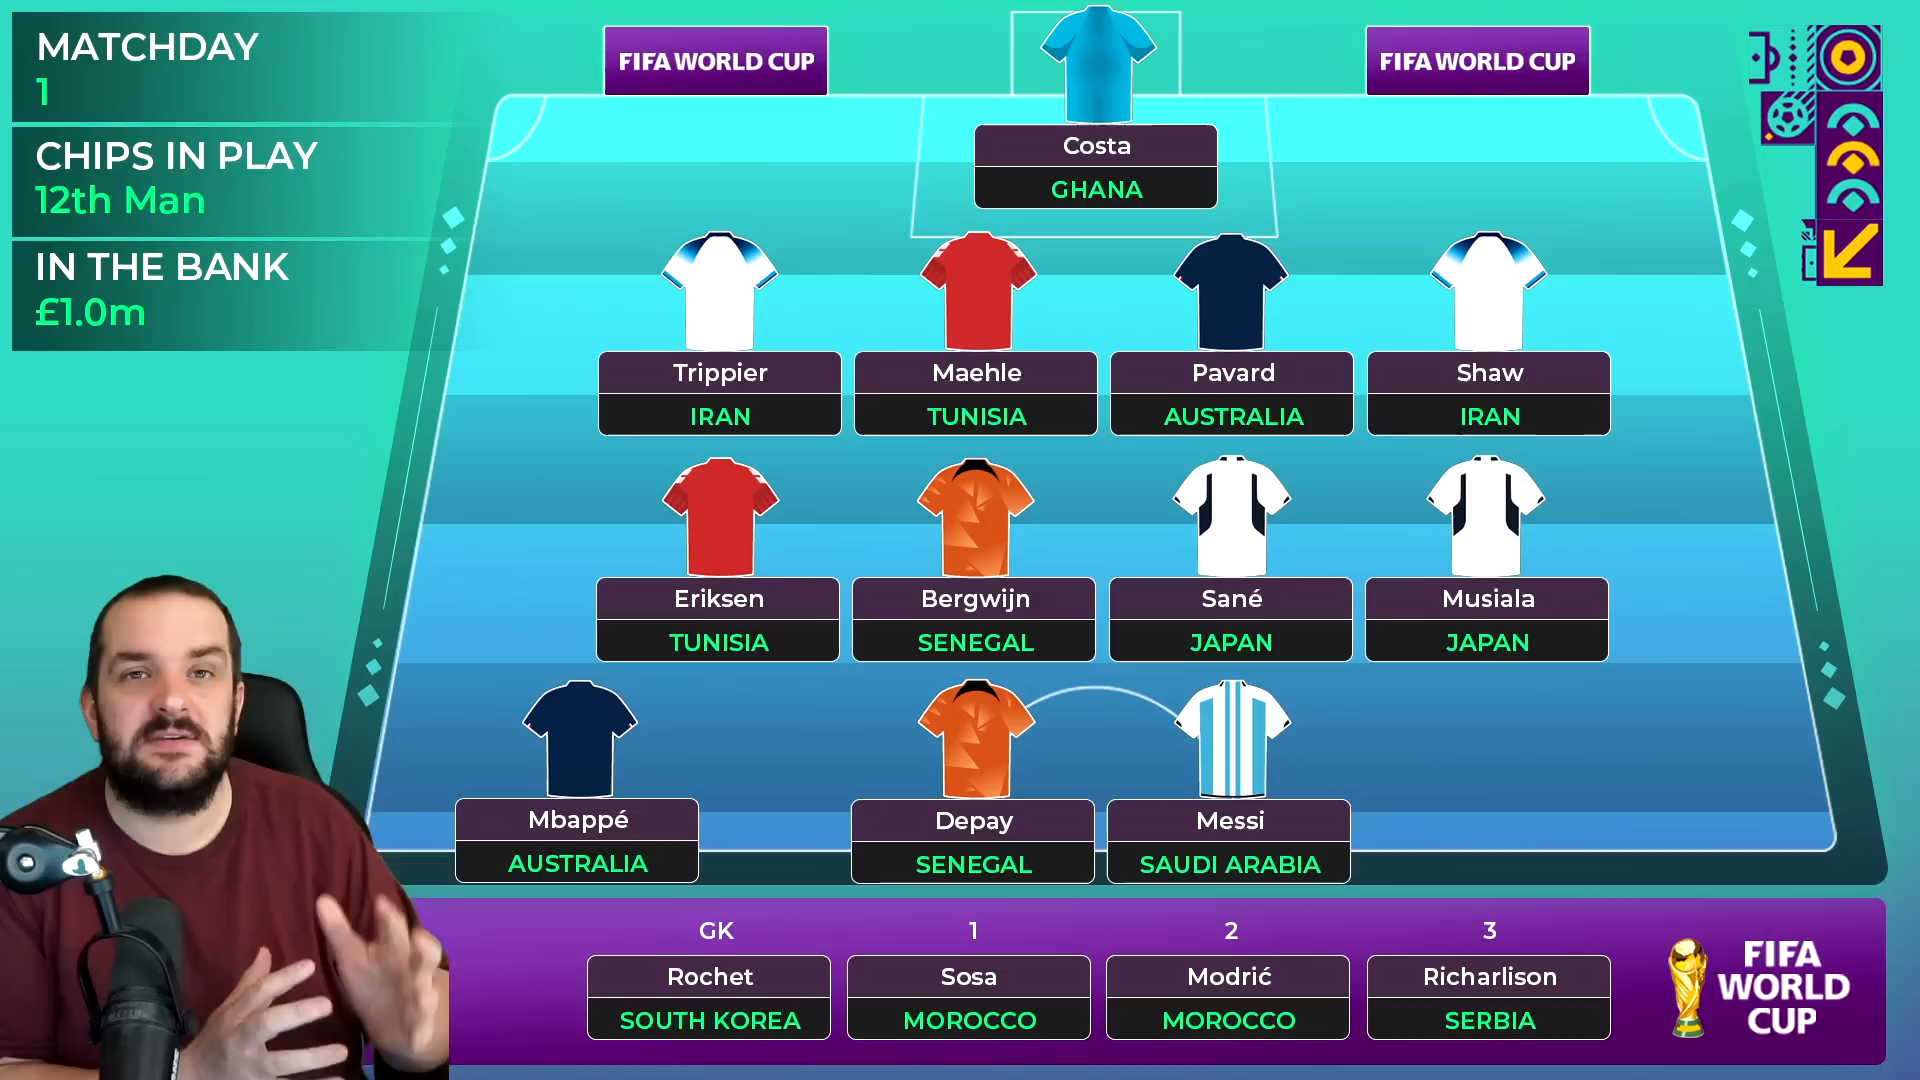 MATCHDAY
1
CHIPS IN PLAY
12th Man
IN THE BANK
£1.0m
FIFA WORLD CUP
FIFA WORLD CUP
Costa
GHANA
Trippier
IRAN
Maehle
TUNISIA
Pavard
AUSTRALIA
Shaw
IRAN
Eriksen
TUNISIA
Bergwijn
SENEGAL
Sané
JAPAN
Musiala
JAPAN
Mbappé
AUSTRALIA
Depay
SENEGAL
Messi
SAUDI ARABIA
GK
Rochet
SOUTH KOREA
1
Sosa
MOROCCO
2
Modrić
MOROCCO
3
Richarlison
SERBIA
FIFA
WORLD
CUP